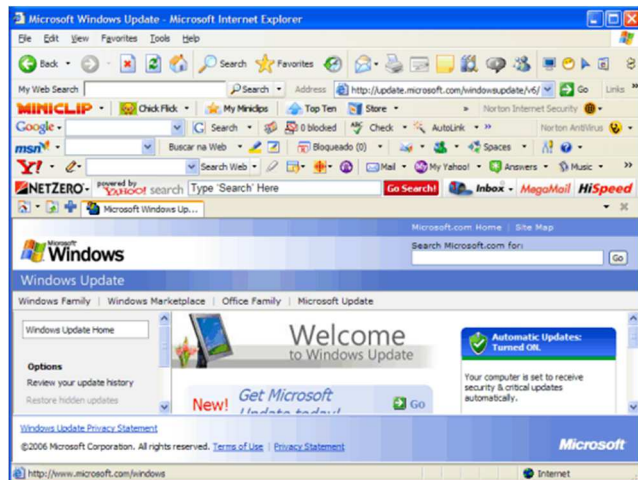 Microsoft Windows Update - Microsoft Internet Explorer
File Edit View Favorites Tools Help
Back Search Favorites
My Web Search Search Address http://update.microsoft.com/windowsupdate/v6/ Go Links »
MINICLIP Chick Flick My Miniclips Top Ten Store » Norton Internet Security
Google G Search 0 blocked Check AutoLink » Norton AntiVirus
msn Buscar na Web Bloqueado (0) Spaces
Y! Search Web Mail My Yahoo! Answers Music »
NETZERO powered by YAHOO! search Type 'Search' Here Go Search! Inbox MegaMail HiSpeed
Microsoft Windows Up...
Microsoft.com Home | Site Map
Microsoft Windows
Search Microsoft.com for:
Go
Windows Update
Windows Family | Windows Marketplace | Office Family | Microsoft Update
Windows Update Home
Options
Review your update history
Restore hidden updates
Welcome
to Windows Update
New! Get Microsoft
Update today!
Go
Automatic Updates:
Turned ON.
Your computer is set to receive
security & critical updates
automatically.
Windows Update Privacy Statement
©2006 Microsoft Corporation. All rights reserved. Terms of Use | Privacy Statement
Microsoft
http://www.microsoft.com/windows Internet